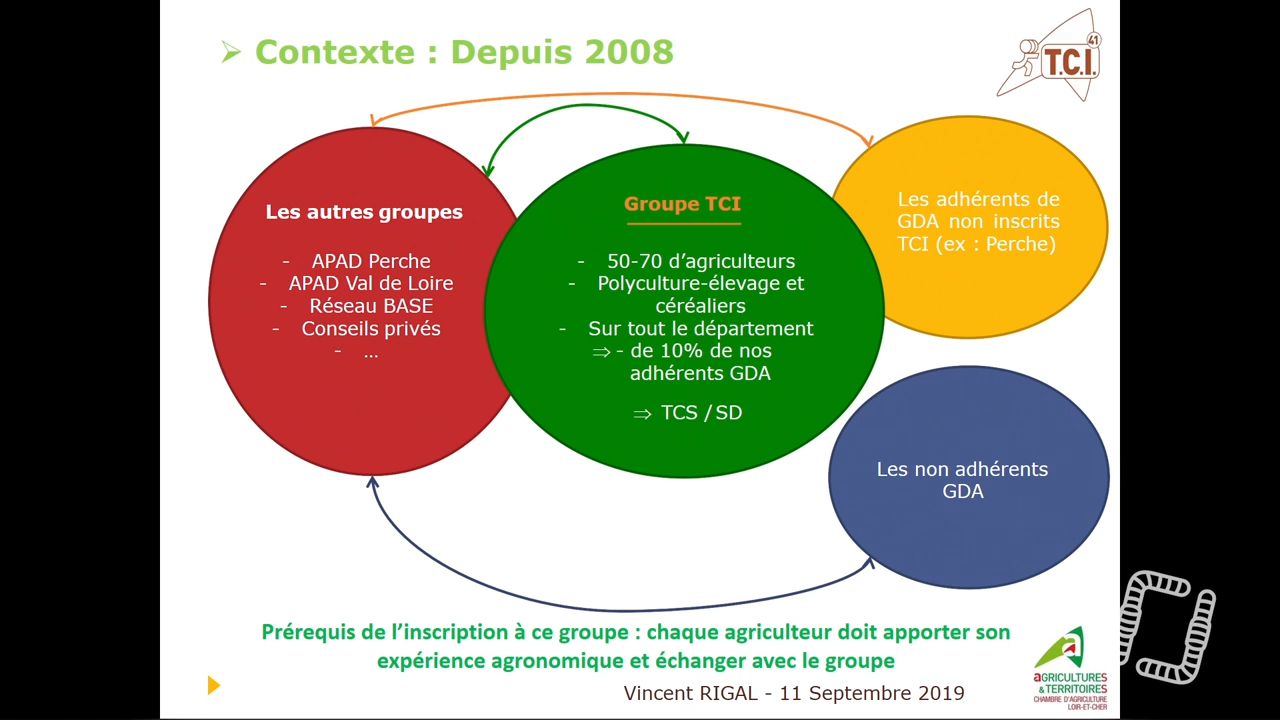 Contexte : Depuis 2008
41
T.C.I.
Les autres groupes
- APAD Perche
- APAD Val de Loire
- Réseau BASE
- Conseils privés
- ...
Groupe TCI
- 50-70 d’agriculteurs
- Polyculture-élevage et
céréaliers
- Sur tout le département
⇒ - de 10% de nos
adhérents GDA
⇒ TCS / SD
Les adhérents de
GDA non inscrits
TCI (ex : Perche)
Les non adhérents
GDA
Prérequis de l’inscription à ce groupe : chaque agriculteur doit apporter son
expérience agronomique et échanger avec le groupe
Vincent RIGAL - 11 Septembre 2019
aGRICULTURES
& TERRITOIRES
CHAMBRE D'AGRICULTURE
LOIR-ET-CHER